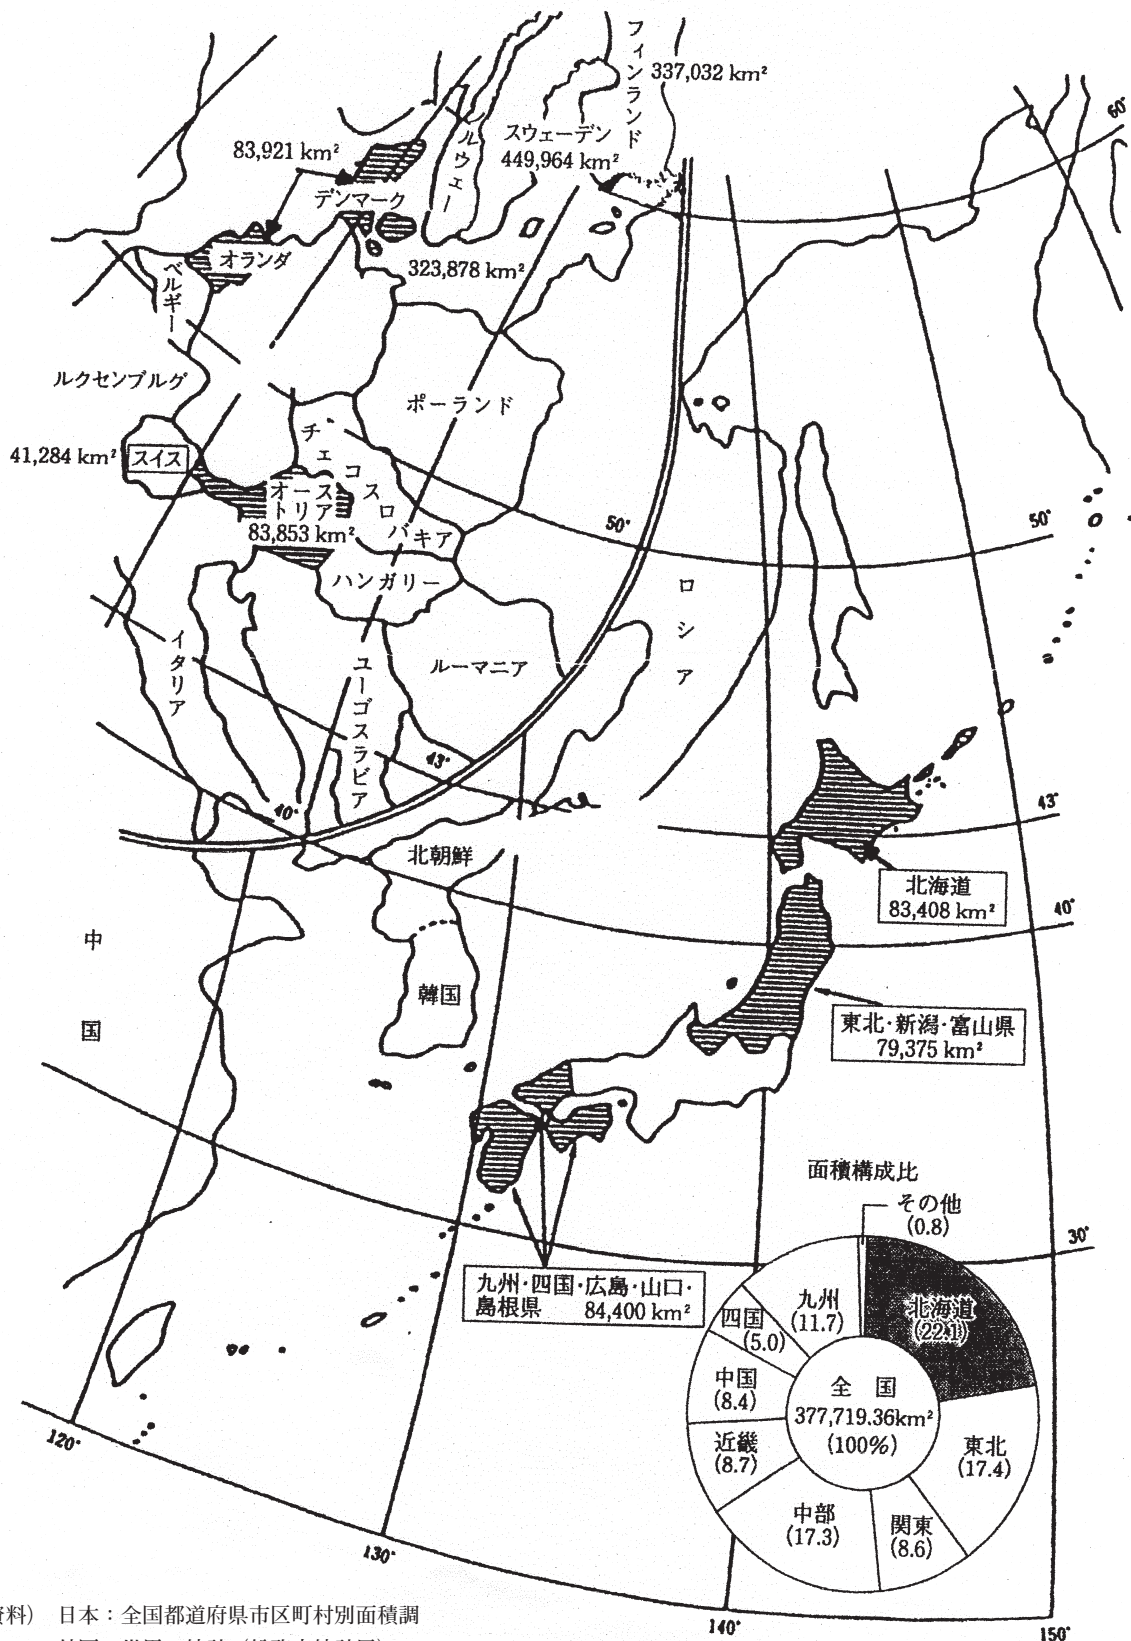 フィンランド
337,032 km²
スウェーデン
449,964 km²
ノルウェー
83,921 km²
デンマーク
オランダ
ベルギー
323,878 km²
60°
ルクセンブルグ
ポーランド
41,284 km²
スイス
チェコスロバキア
オース
トリア
83,853 km²
ハンガリー
50°
50°
ロシア
イタリア
ユーゴスラビア
ルーマニア
43°
43°
40°
40°
北朝鮮
韓国
中国
北海道
83,408 km²
東北・新潟・富山県
79,375 km²
九州・四国・広島・山口・
島根県 84,400 km²
30°
面積構成比
その他
(0.8)
北海道
(22.1)
九州
(11.7)
四国
(5.0)
中国
(8.4)
近畿
(8.7)
中部
(17.3)
関東
(8.6)
東北
(17.4)
全 国
377,719.36km²
(100%)
120°
130°
140°
150°
資料) 日本：全国都道府県市区町村別面積調